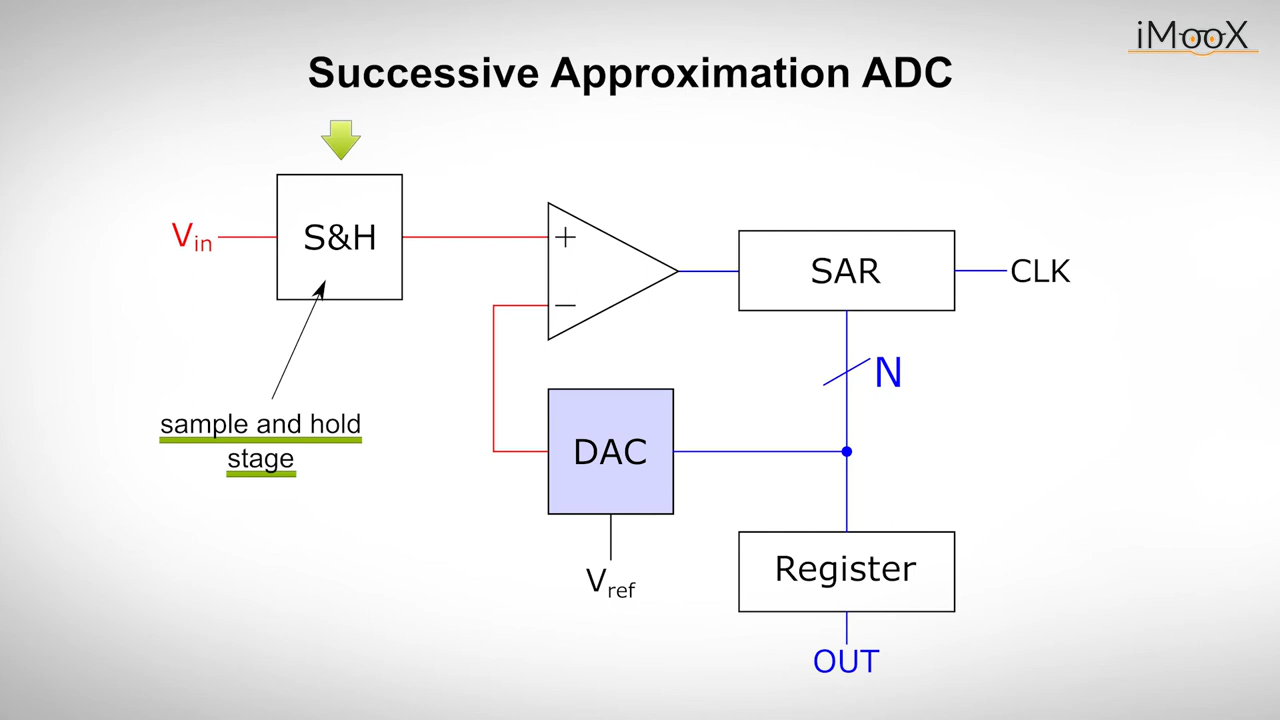 iMooX
Successive Approximation ADC
Vin
S&H
+
−
SAR
CLK
N
sample and hold
stage
DAC
Vref
Register
OUT